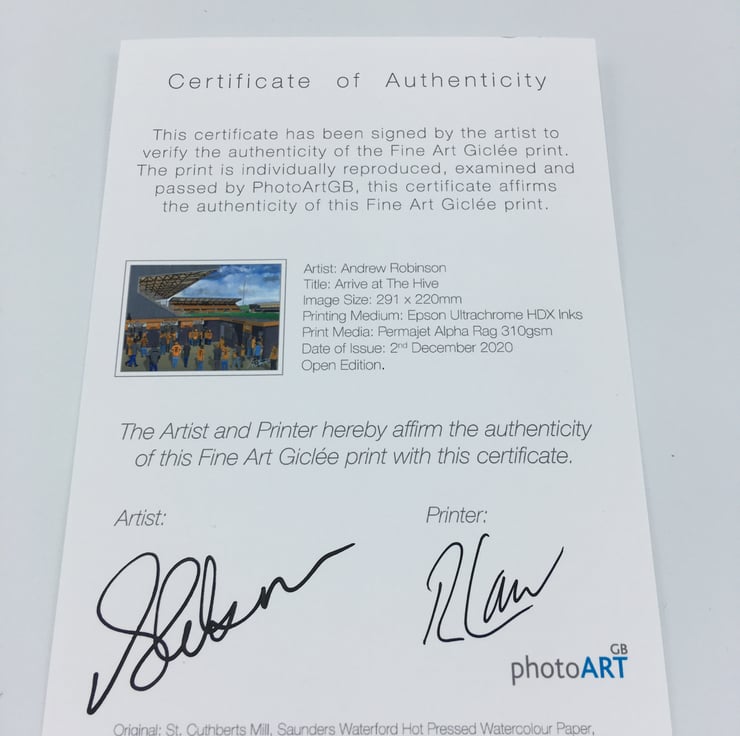 Certificate of Authenticity
This certificate has been signed by the artist to
verify the authenticity of the Fine Art Giclée print.
The print is individually reproduced, examined and
passed by PhotoArtGB, this certificate affirms
the authenticity of this Fine Art Giclée print.
Artist: Andrew Robinson
Title: Arrive at The Hive
Image Size: 291 x 220mm
Printing Medium: Epson Ultrachrome HDX Inks
Print Media: Permajet Alpha Rag 310gsm
Date of Issue: 2nd December 2020
Open Edition.
The Artist and Printer hereby affirm the authenticity
of this Fine Art Giclée print with this certificate.
Artist:
Printer:
GB
photoART
Original: St. Cuthberts Mill, Saunders Waterford Hot Pressed Watercolour Paper,